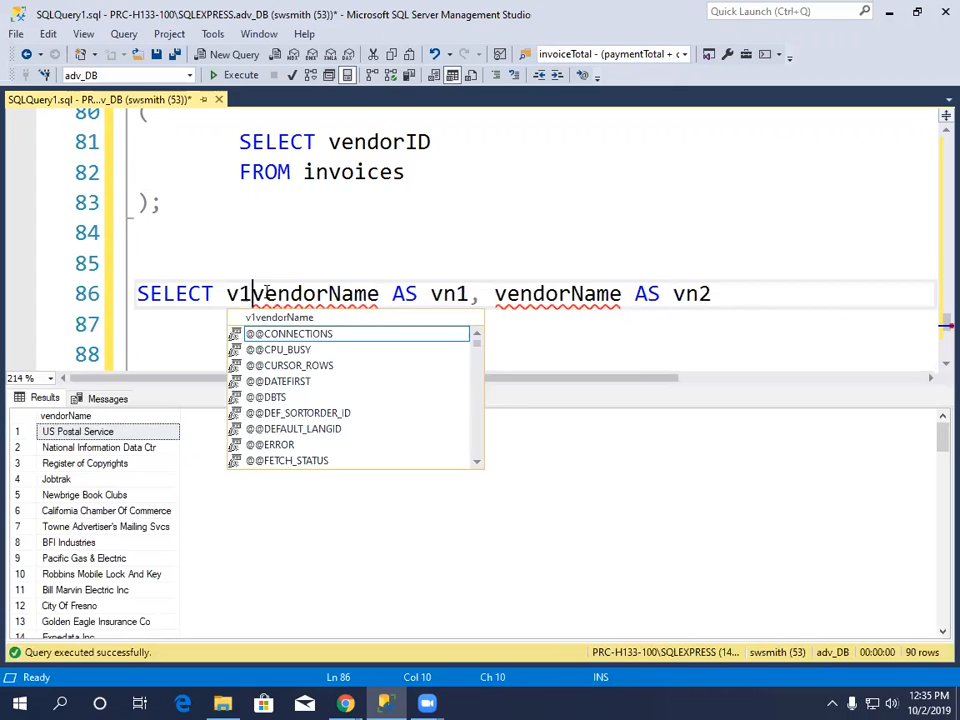 SQLQuery1.sql - PRC-H133-100\SQLEXPRESS.adv_DB (swsmith (53))* - Microsoft SQL Server Management Studio
Quick Launch (Ctrl+Q)
File Edit View Query Project Tools Window Help
New Query
invoiceTotal - (paymentTotal + c
adv_DB
Execute
SQLQuery1.sql - PR...v_DB (swsmith (53))*
80 (
81 SELECT vendorID
82 FROM invoices
83 );
84
85
86 SELECT v1vendorName AS vn1, vendorName AS vn2
87
88
v1vendorName
@@CONNECTIONS
@@CPU_BUSY
@@CURSOR_ROWS
@@DATEFIRST
@@DBTS
@@DEF_SORTORDER_ID
@@DEFAULT_LANGID
@@ERROR
@@FETCH_STATUS
214 %
Results Messages
vendorName
1 US Postal Service
2 National Information Data Ctr
3 Register of Copyrights
4 Jobtrak
5 Newbrige Book Clubs
6 California Chamber Of Commerce
7 Towne Advertiser's Mailing Svcs
8 BFI Industries
9 Pacific Gas & Electric
10 Robbins Mobile Lock And Key
11 Bill Marvin Electric Inc
12 City Of Fresno
13 Golden Eagle Insurance Co
14 Expedata Inc
Query executed successfully.
PRC-H133-100\SQLEXPRESS (14... swsmith (53) adv_DB 00:00:00 90 rows
Ready Ln 86 Col 10 Ch 10 INS
12:35 PM
10/2/2019